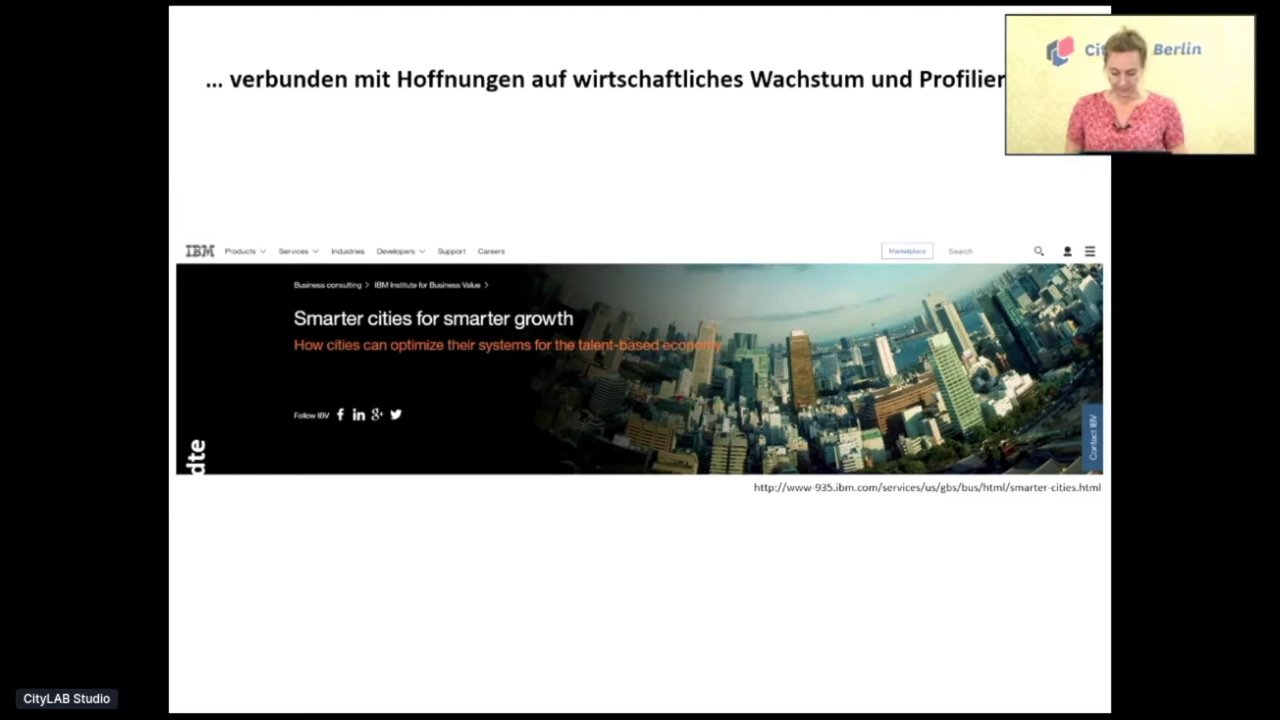 ... verbunden mit Hoffnungen auf wirtschaftliches Wachstum und Profilier
Berlin
IBM Products Services Industries Developers Support Careers Marketplace Search
Business consulting > IBM Institute for Business Value >
Smarter cities for smarter growth
How cities can optimize their systems for the talent-based economy
Follow IBV
Contact IBV
dte
http://www-935.ibm.com/services/us/gbs/bus/html/smarter-cities.html
CityLAB Studio